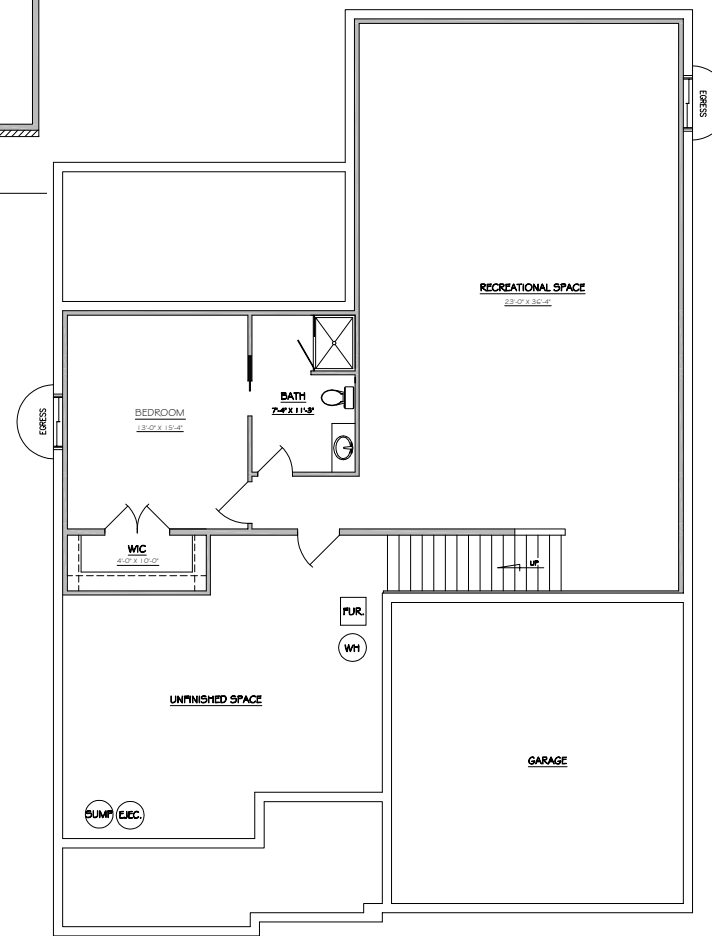 EGRESS
RECREATIONAL SPACE
23'-0" X 36'-4"
BATH
7'-4" X 11'-3"
BEDROOM
13'-0" X 15'-4"
EGRESS
WIC
4'-0" X 10'-0"
UP
FUR.
WH
UNFINISHED SPACE
GARAGE
SUMP
EJEC.